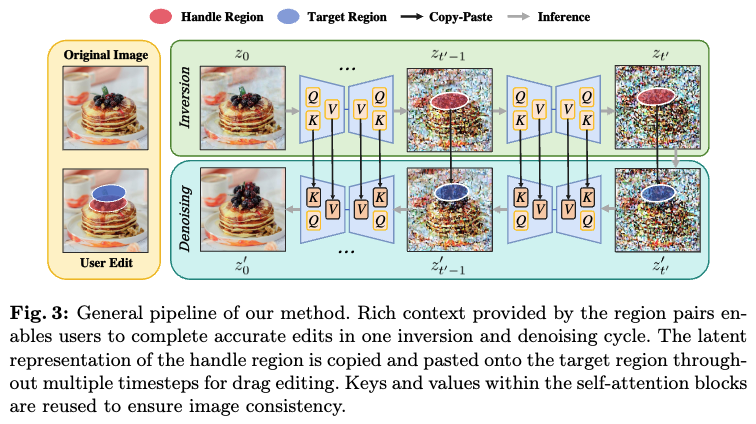 Handle Region Target Region Copy-Paste Inference
Original Image
User Edit
Inversion
z_0 ... z_{t'-1} z_{t'}
Q K V V Q K Q K V V Q K
Denoising
K Q V V K Q K Q V V K Q
z'_0 ... z'_{t'-1} z'_{t'}
Fig. 3: General pipeline of our method. Rich context provided by the region pairs en-
ables users to complete accurate edits in one inversion and denoising cycle. The latent
representation of the handle region is copied and pasted onto the target region through-
out multiple timesteps for drag editing. Keys and values within the self-attention blocks
are reused to ensure image consistency.